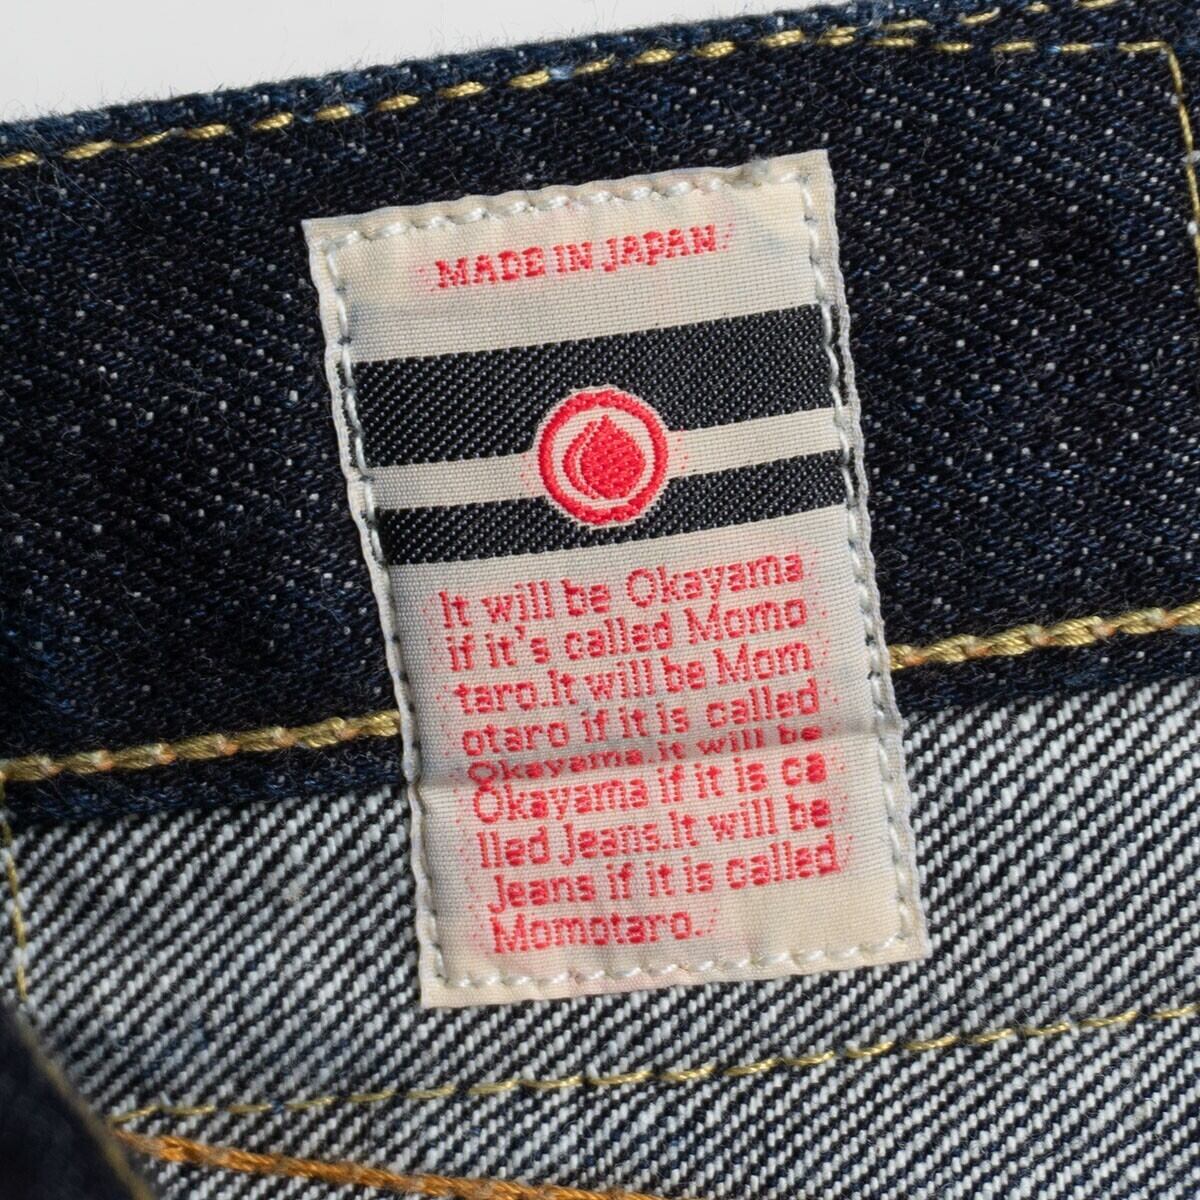 MADE IN JAPAN
It will be Okayama
if it's called Momo
taro.It will be Mom
otaro if it is called
Okayama.It will be
Okayama if it is ca
lled Jeans.It will be
Jeans if it is called
Momotaro.